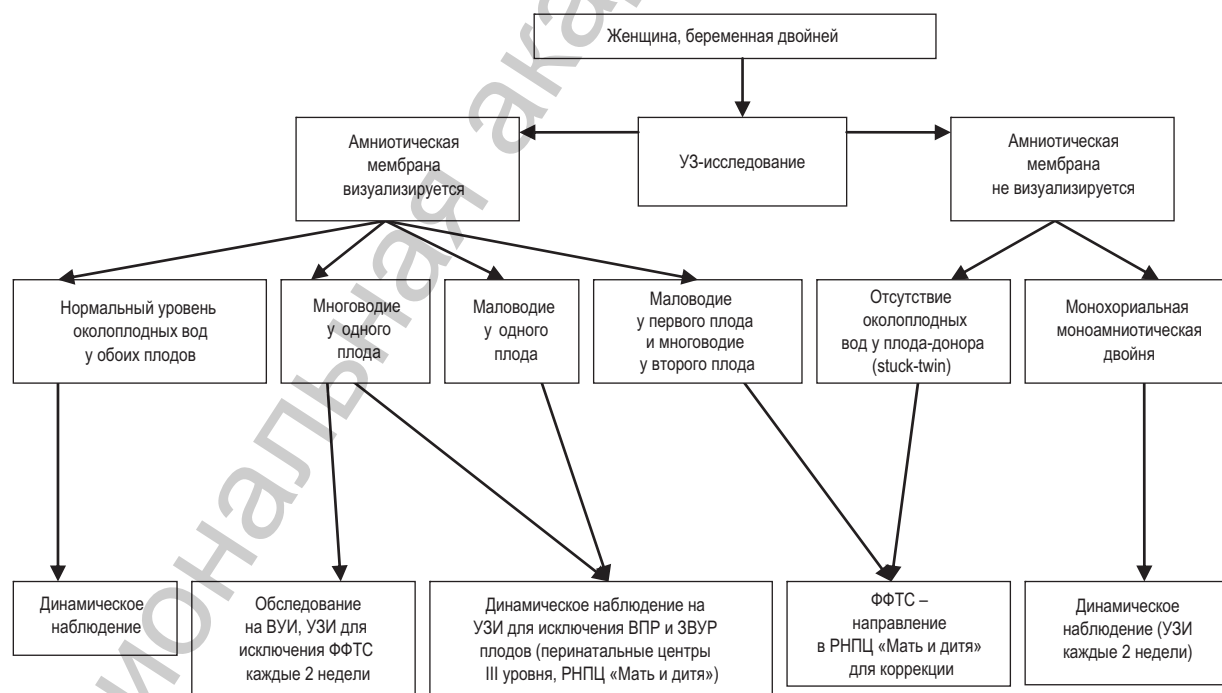 Женщина, беременная двойней
Амниотическая
мембрана
визуализируется
УЗ-исследование
Амниотическая
мембрана
не визуализируется
Нормальный уровень
околоплодных вод
у обоих плодов
Многоводие
у одного
плода
Маловодие
у одного
плода
Маловодие
у первого плода
и многоводие
у второго плода
Отсутствие
околоплодных
вод у плода-донора
(stuck-twin)
Монохориальная
моноамниотическая
двойня
Динамическое
наблюдение
Обследование
на ВУИ, УЗИ для
исключения ФФТС
каждые 2 недели
Динамическое наблюдение на
УЗИ для исключения ВПР и ЗВУР
плодов (перинатальные центры
III уровня, РНПЦ «Мать и дитя»)
ФФТС –
направление
в РНПЦ «Мать и дитя»
для коррекции
Динамическое
наблюдение (УЗИ
каждые 2 недели)